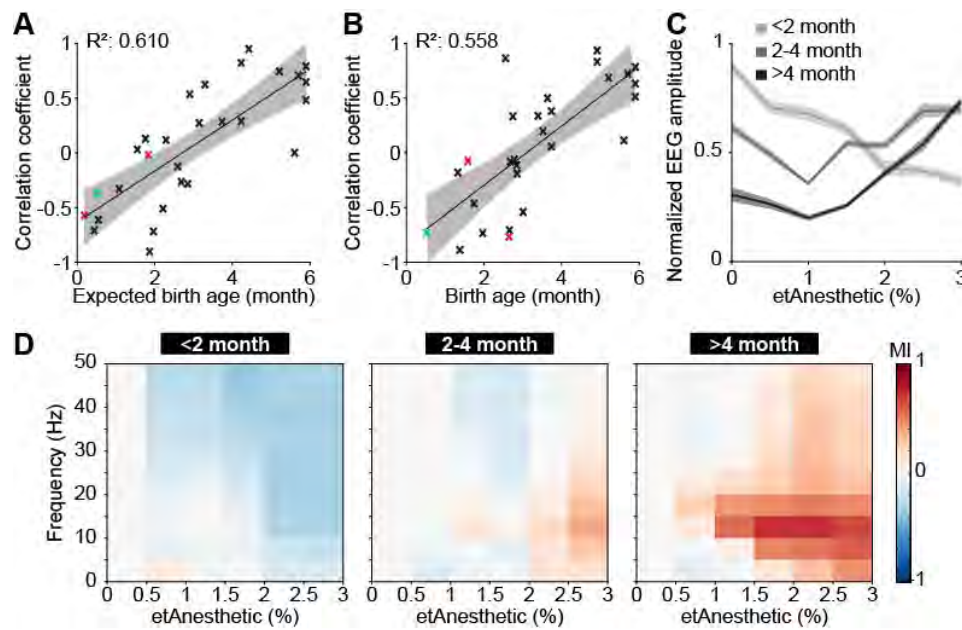 A
R²: 0.610
Correlation coefficient
1
0.5
0
-0.5
-1
0 2 4 6
Expected birth age (month)
B
R²: 0.558
Correlation coefficient
1
0.5
0
-0.5
-1
0 2 4 6
Birth age (month)
C
<2 month
2-4 month
>4 month
Normalized EEG amplitude
1
0.5
0
0 1 2 3
etAnesthetic (%)
D
<2 month
2-4 month
>4 month
Frequency (Hz)
50
40
30
20
10
0
0 0.5 1 1.5 2 2.5 3
etAnesthetic (%)
0 0.5 1 1.5 2 2.5 3
etAnesthetic (%)
0 0.5 1 1.5 2 2.5 3
etAnesthetic (%)
MI
1
0
-1